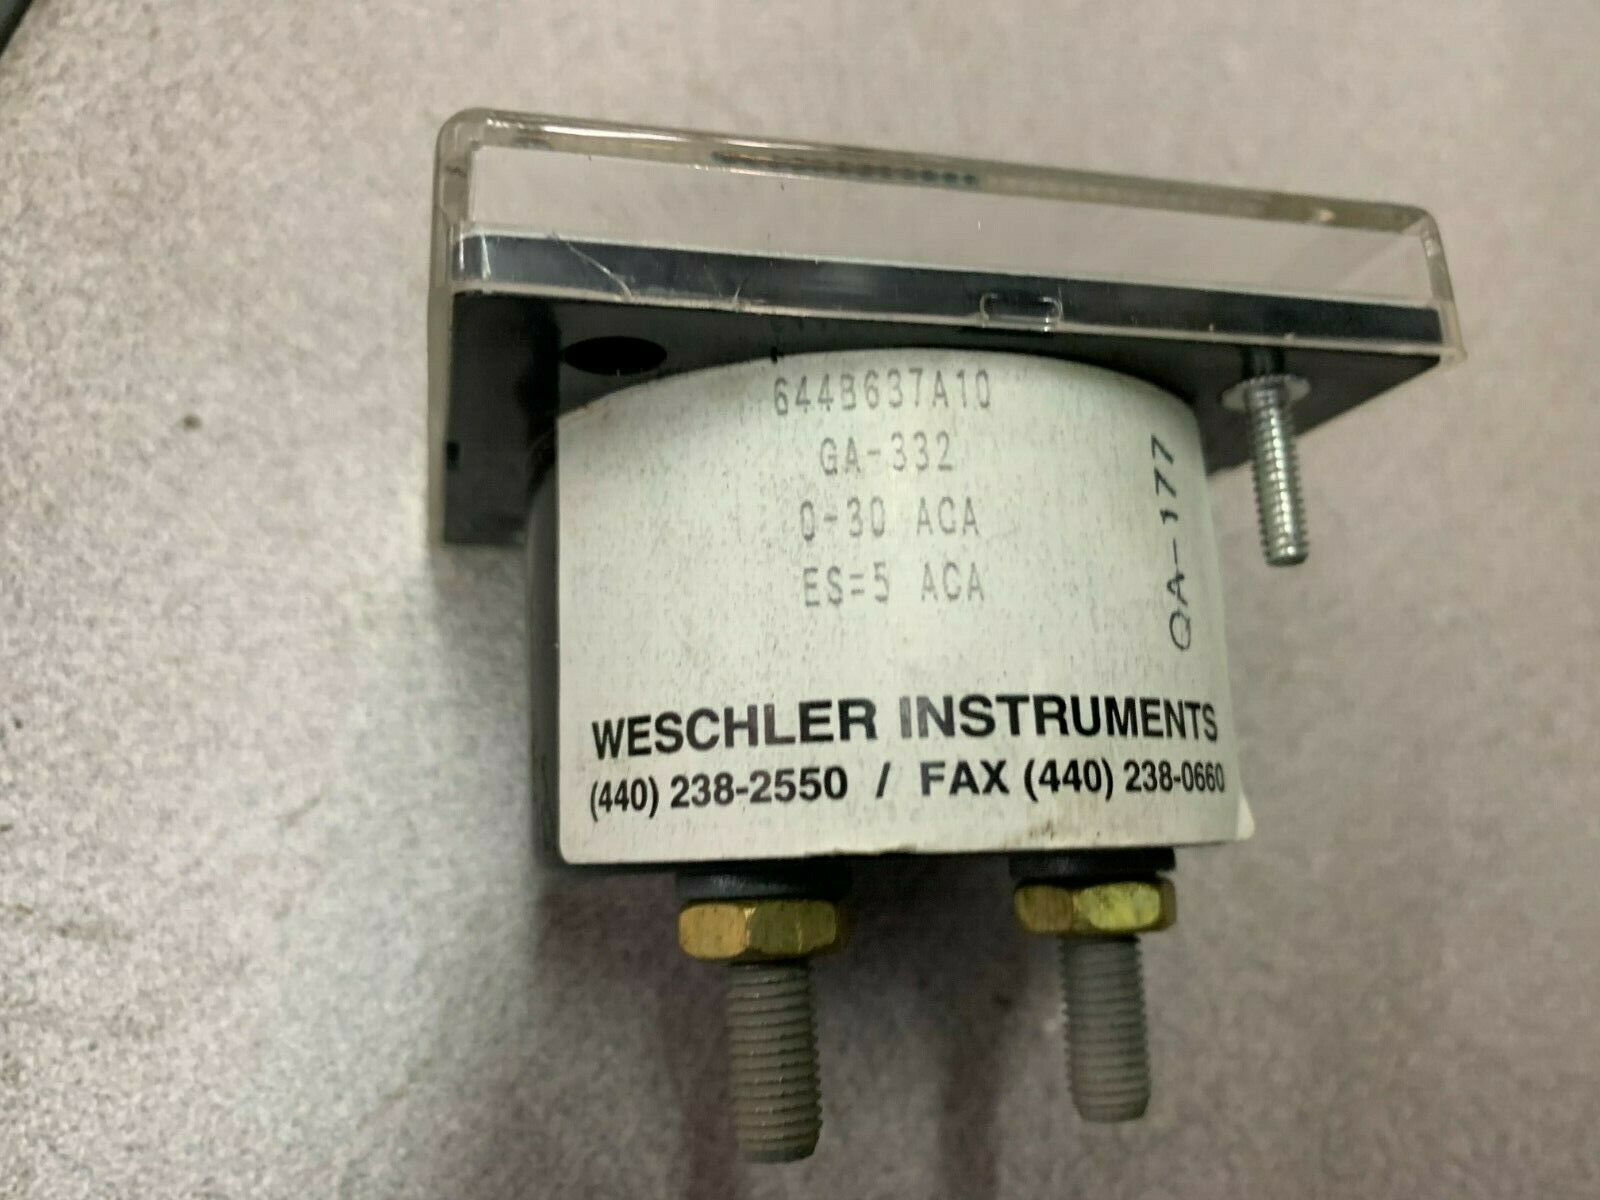 644B637A10
GA-332
0-30 ACA
ES=5 ACA
QA-177
WESCHLER INSTRUMENTS
(440) 238-2550 / FAX (440) 238-0660